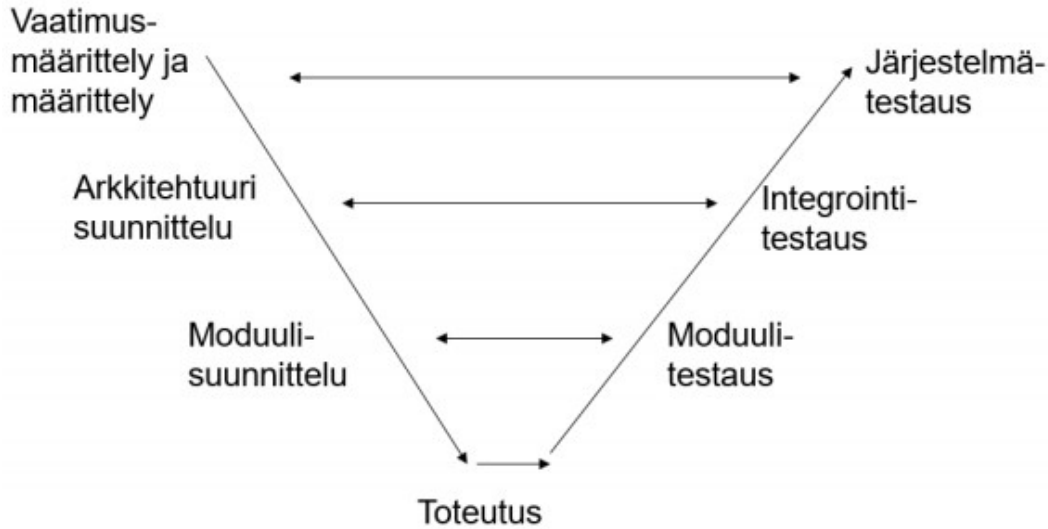 Vaatimus-
määrittely ja
määrittely
Järjestelmä-
testaus
Arkkitehtuuri
suunnittelu
Integrointi-
testaus
Moduuli-
suunnittelu
Moduuli-
testaus
Toteutus